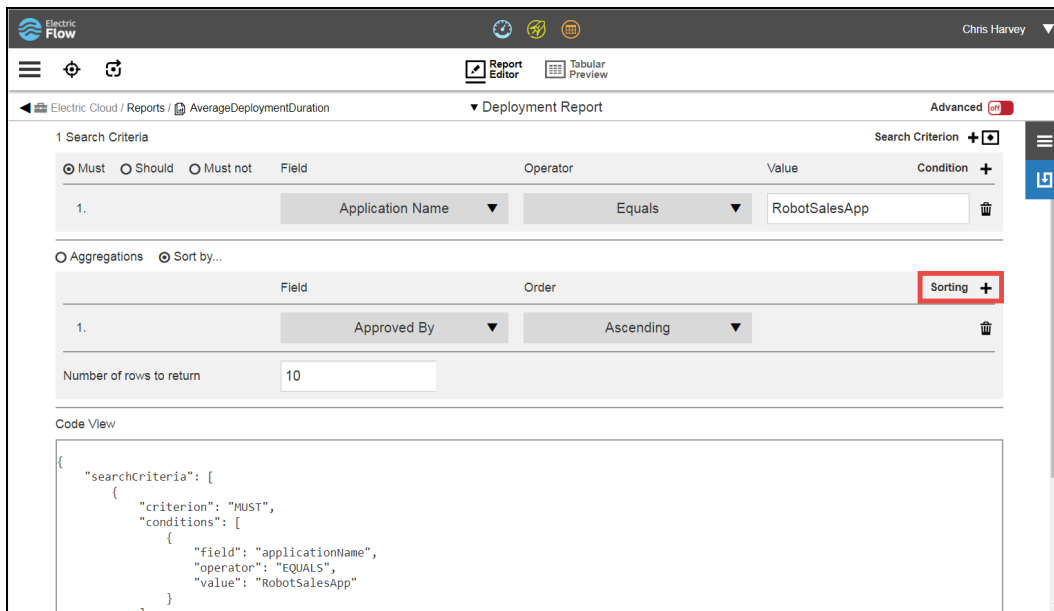 Electric
Flow
Chris Harvey
Report
Editor
Tabular
Preview
Electric Cloud / Reports / AverageDeploymentDuration
Deployment Report
Advanced off
1 Search Criteria
Search Criterion
Must Should Must not Field Operator Value Condition
1. Application Name Equals RobotSalesApp
Aggregations Sort by...
Field Order Sorting
1. Approved By Ascending
Number of rows to return 10
Code View
{
"searchCriteria": [
{
"criterion": "MUST",
"conditions": [
{
"field": "applicationName",
"operator": "EQUALS",
"value": "RobotSalesApp"
}